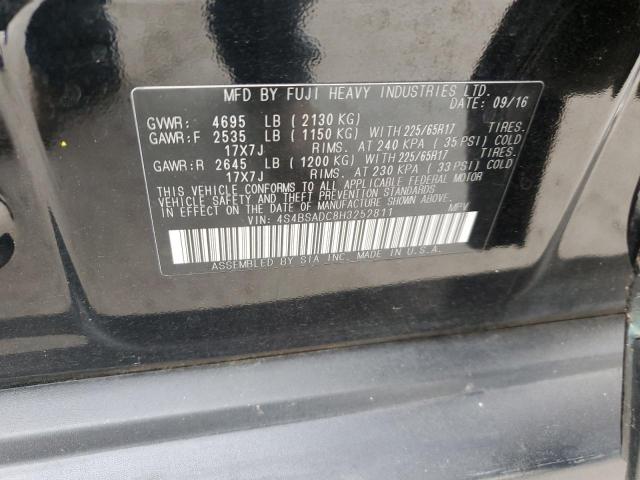 MFD BY FUJI HEAVY INDUSTRIES LTD.
DATE: 09/16
GVWR: 4695 LB ( 2130 KG)
GAWR:F 2535 LB ( 1150 KG) WITH 225/65R17 TIRES.
17X7J RIMS. AT 240 KPA ( 35 PSI) COLD
GAWR:R 2645 LB ( 1200 KG) WITH 225/65R17 TIRES.
17X7J RIMS. AT 230 KPA ( 33 PSI) COLD
THIS VEHICLE CONFORMS TO ALL APPLICABLE FEDERAL MOTOR
VEHICLE SAFETY AND THEFT PREVENTION STANDARDS
IN EFFECT ON THE DATE OF MANUFACTURE SHOWN ABOVE.
VIN: 4S4BSADC8H3252811 MPV
ASSEMBLED BY SIA INC. MADE IN U.S.A.